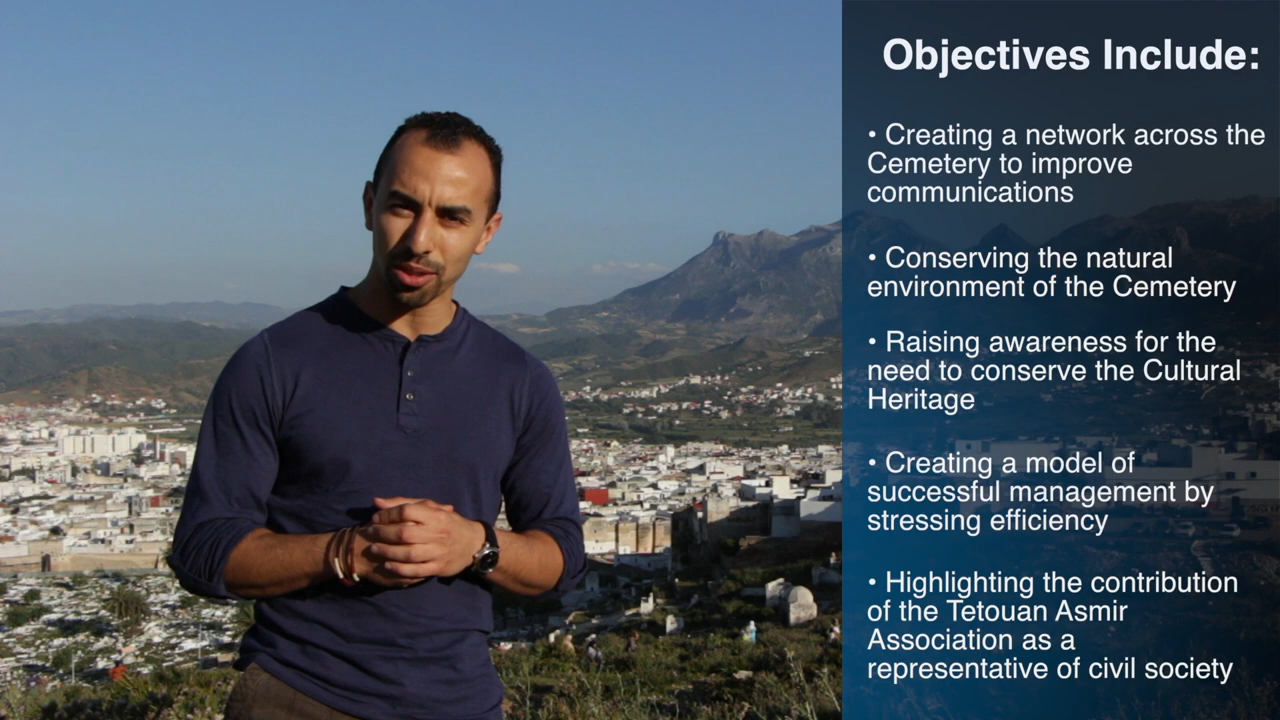 Objectives Include:
• Creating a network across the
Cemetery to improve
communications
• Conserving the natural
environment of the Cemetery
• Raising awareness for the
need to conserve the Cultural
Heritage
• Creating a model of
successful management by
stressing efficiency
• Highlighting the contribution
of the Tetouan Asmir
Association as a
representative of civil society